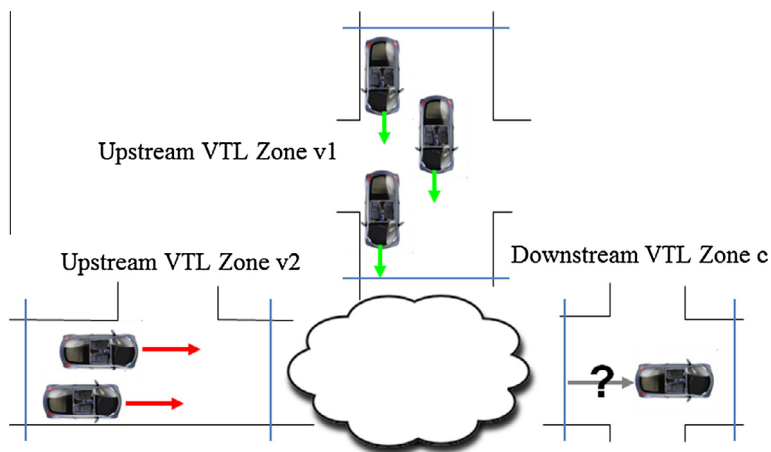 Upstream VTL Zone v1
Upstream VTL Zone v2
Downstream VTL Zone c
?